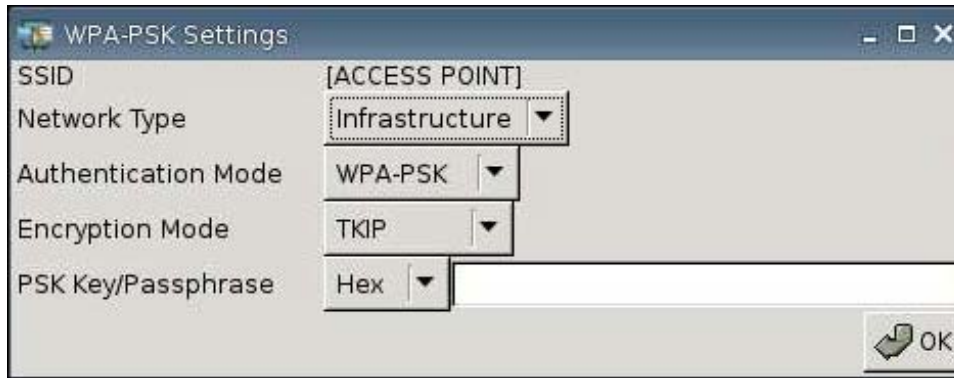 WPA-PSK Settings
SSID [ACCESS POINT]
Network Type Infrastructure
Authentication Mode WPA-PSK
Encryption Mode TKIP
PSK Key/Passphrase Hex
OK